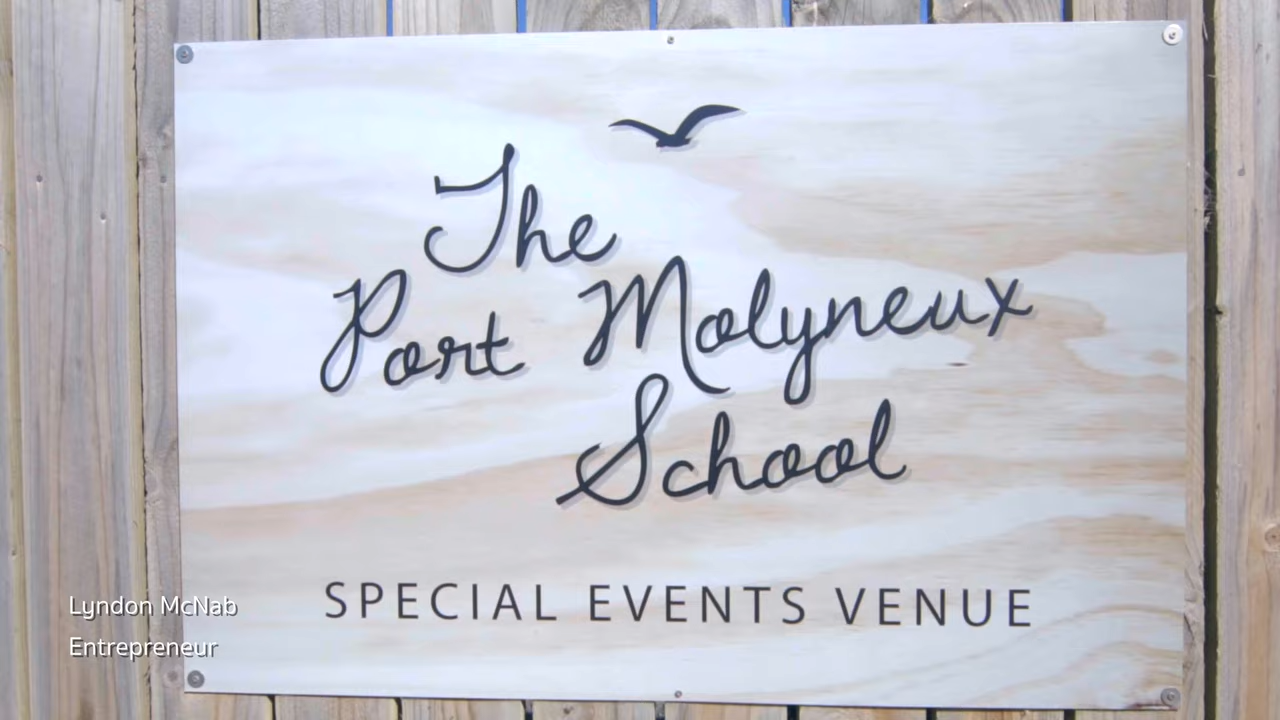 The
Port Molyneux
School
SPECIAL EVENTS VENUE
Lyndon McNab
Entrepreneur